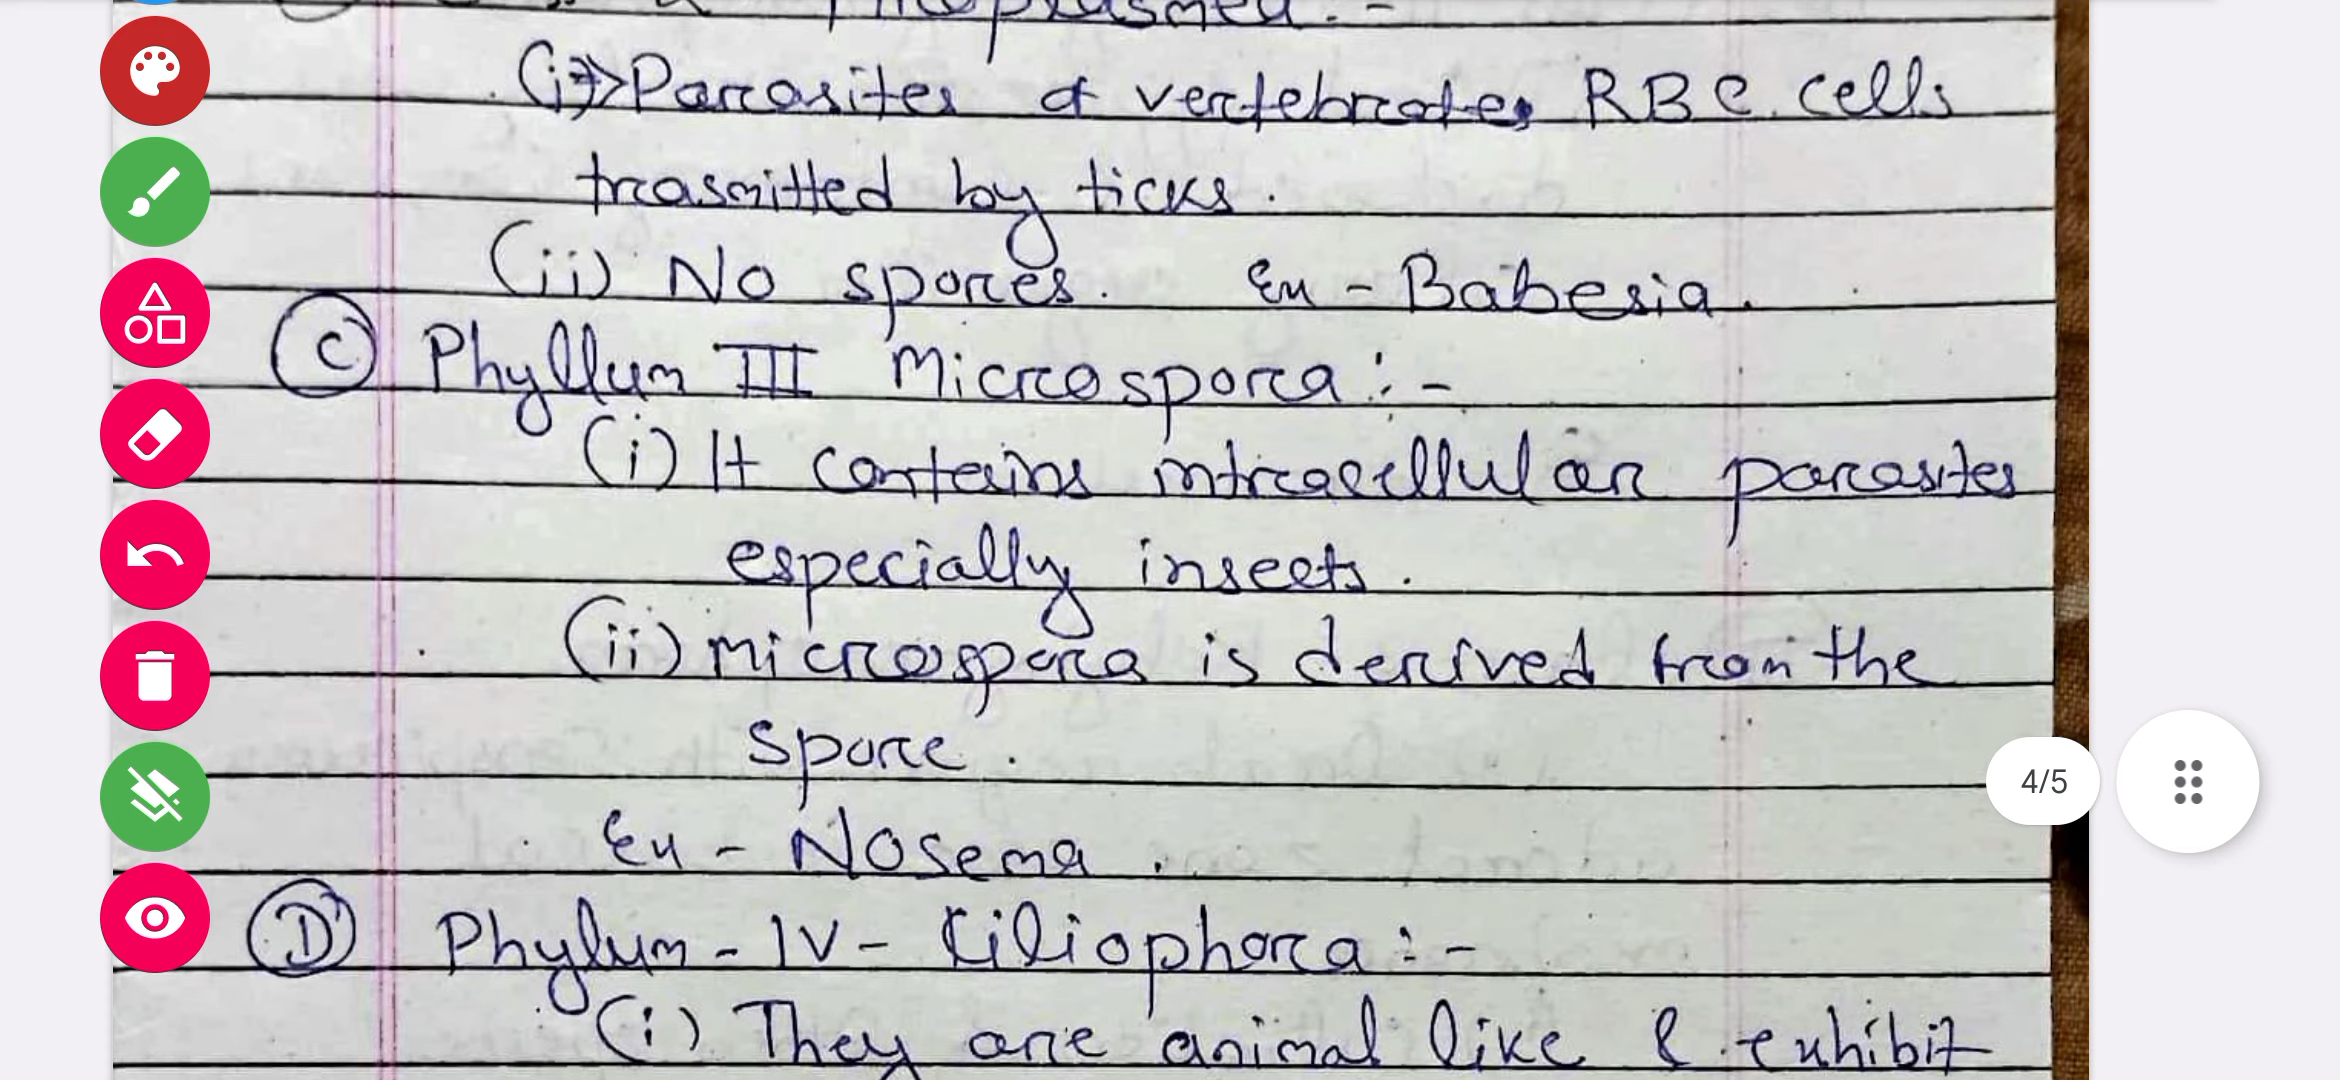 Piroplasmea :-
(i) Parasites of vertebrates RBC cells
trasmitted by ticks.
(ii) No spores. Ex - Babesia.
(C) Phyllum III Microspora :-
(i) It contains intracellular parasites
especially insects.
(ii) microspora is derived from the
spore.
4/5
Ex - Nosema.
(D) Phylum - IV - Ciliophora :-
(i) They are animal like & exhibit